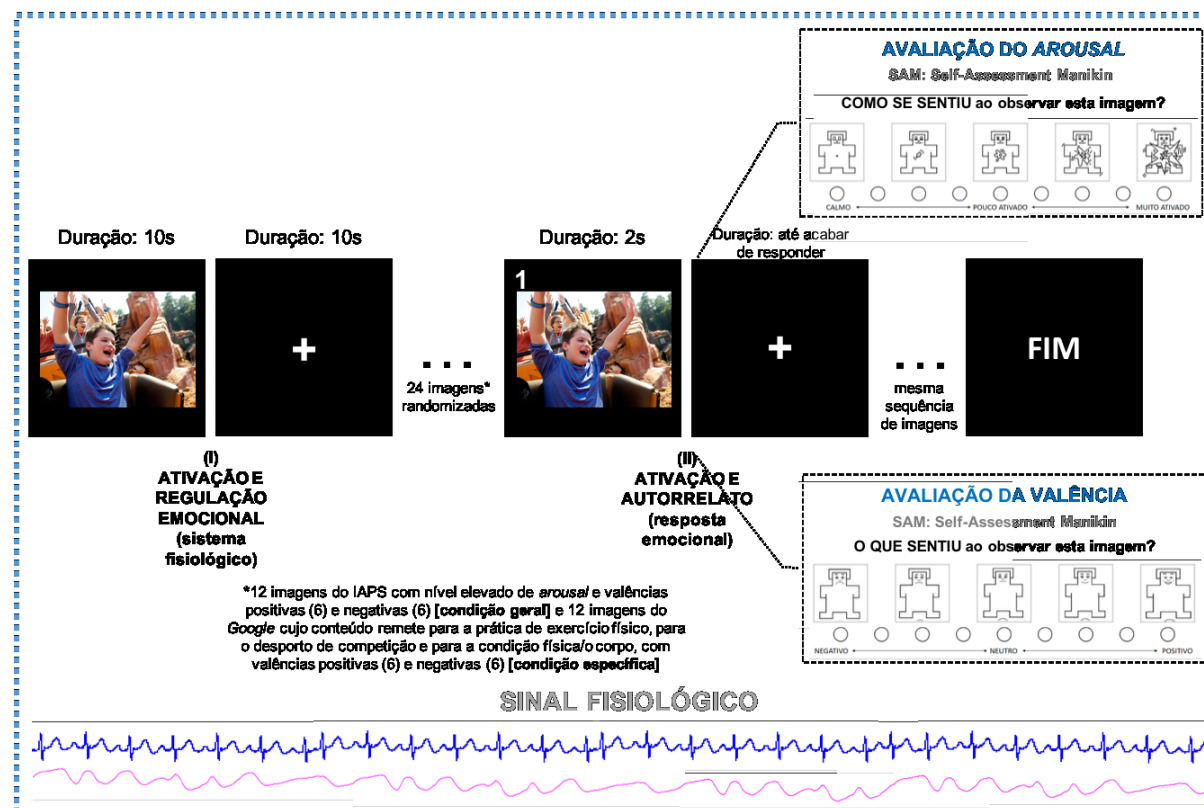 AVALIAÇÃO DO AROUSAL
SAM: Self-Assessment Manikin
COMO SE SENTIU ao observar esta imagem?
CALMO
POUCO ATIVADO
MUITO ATIVADO
Duração: 10s
Duração: 10s
Duração: 2s
Duração: até acabar
de responder
+
...
24 imagens*
randomizadas
1
+
...
mesma
sequência
de imagens
FIM
(I)
ATIVAÇÃO E
REGULAÇÃO
EMOCIONAL
(sistema
fisiológico)
(II)
ATIVAÇÃO E
AUTORRELATO
(resposta
emocional)
AVALIAÇÃO DA VALÊNCIA
SAM: Self-Assessment Manikin
O QUE SENTIU ao observar esta imagem?
NEGATIVO
NEUTRO
POSITIVO
*12 imagens do IAPS com nível elevado de arousal e valências
positivas (6) e negativas (6) [condição geral] e 12 imagens do
Google cujo conteúdo remete para a prática de exercício físico, para
o desporto de competição e para a condição física/o corpo, com
valências positivas (6) e negativas (6) [condição específica]
SINAL FISIOLÓGICO